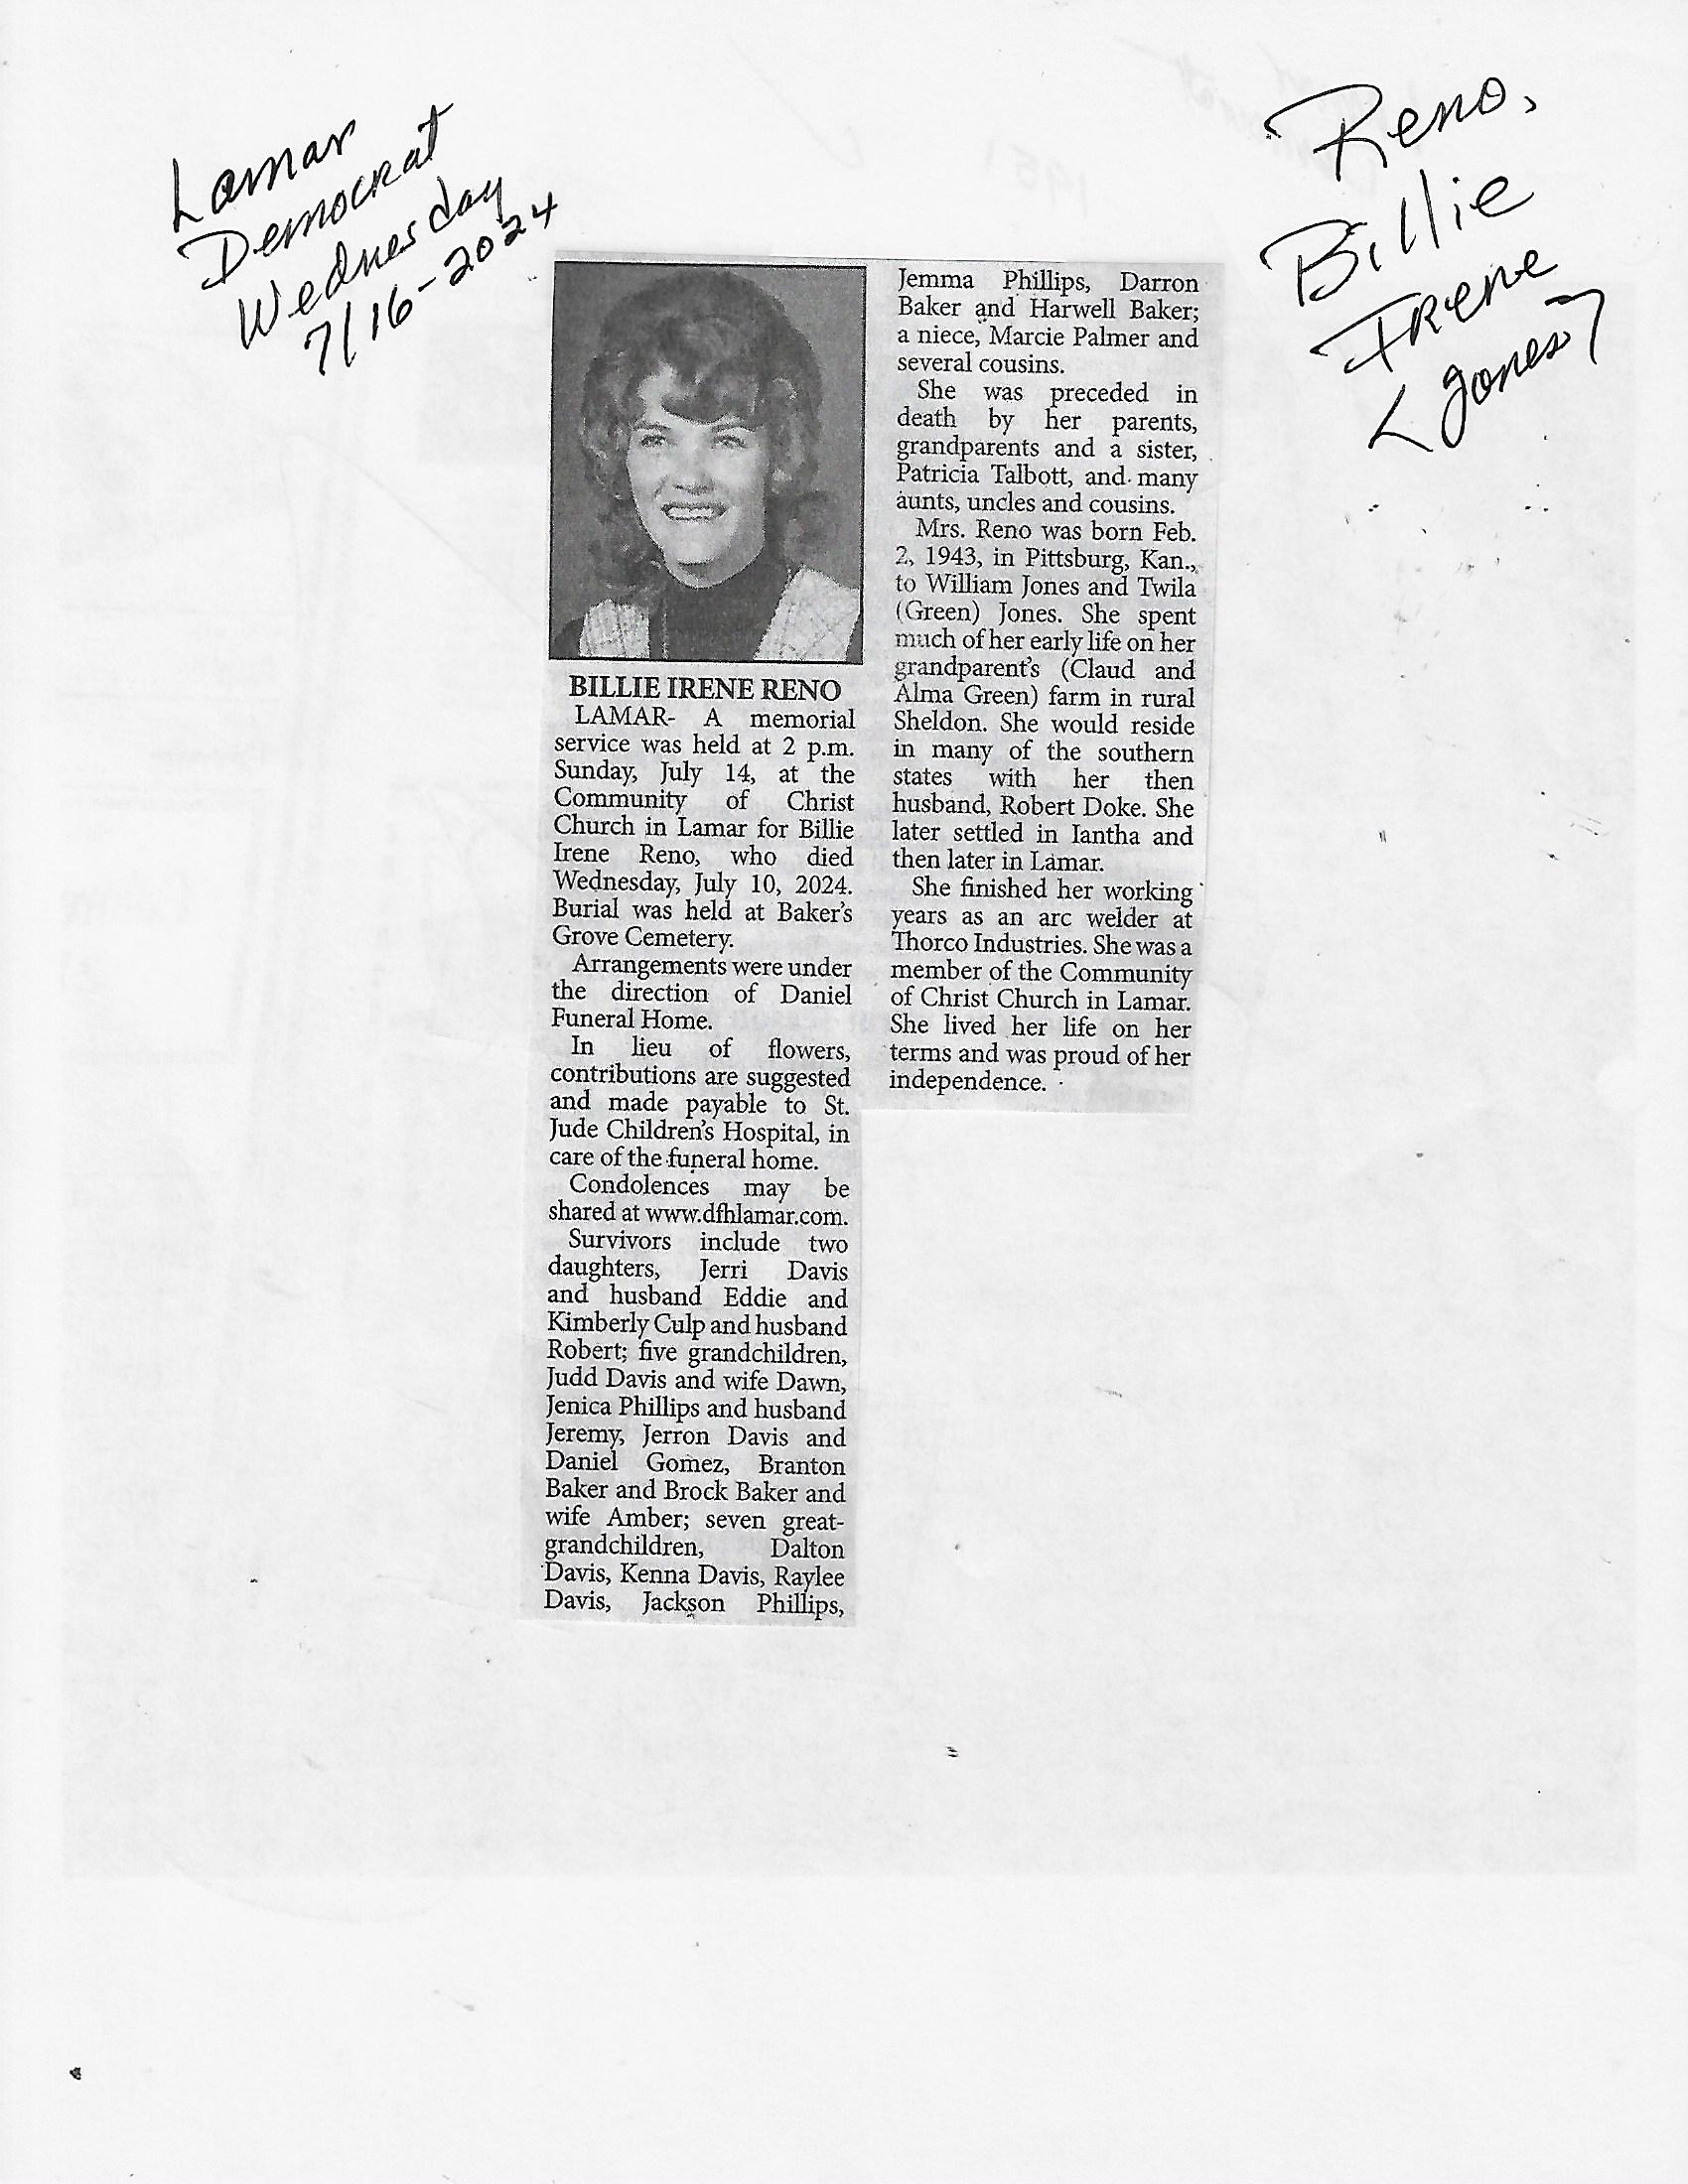 Lamar
Democrat
Wednesday
7/16-2024
Reno,
Billie
Irene
<Jones>
BILLIE IRENE RENO
LAMAR- A memorial
service was held at 2 p.m.
Sunday, July 14, at the
Community of Christ
Church in Lamar for Billie
Irene Reno, who died
Wednesday, July 10, 2024.
Burial was held at Baker's
Grove Cemetery.
Arrangements were under
the direction of Daniel
Funeral Home.
In lieu of flowers,
contributions are suggested
and made payable to St.
Jude Children's Hospital, in
care of the funeral home.
Condolences may be
shared at www.dfhlamar.com.
Survivors include two
daughters, Jerri Davis
and husband Eddie and
Kimberly Culp and husband
Robert; five grandchildren,
Judd Davis and wife Dawn,
Jenica Phillips and husband
Jeremy, Jerron Davis and
Daniel Gomez, Branton
Baker and Brock Baker and
wife Amber; seven great-
grandchildren, Dalton
Davis, Kenna Davis, Raylee
Davis, Jackson Phillips,
Jemma Phillips, Darron
Baker and Harwell Baker;
a niece, Marcie Palmer and
several cousins.
She was preceded in
death by her parents,
grandparents and a sister,
Patricia Talbott, and many
aunts, uncles and cousins.
Mrs. Reno was born Feb.
2, 1943, in Pittsburg, Kan.,
to William Jones and Twila
(Green) Jones. She spent
much of her early life on her
grandparent's (Claud and
Alma Green) farm in rural
Sheldon. She would reside
in many of the southern
states with her then
husband, Robert Doke. She
later settled in Iantha and
then later in Lamar.
She finished her working
years as an arc welder at
Thorco Industries. She was a
member of the Community
of Christ Church in Lamar.
She lived her life on her
terms and was proud of her
independence.